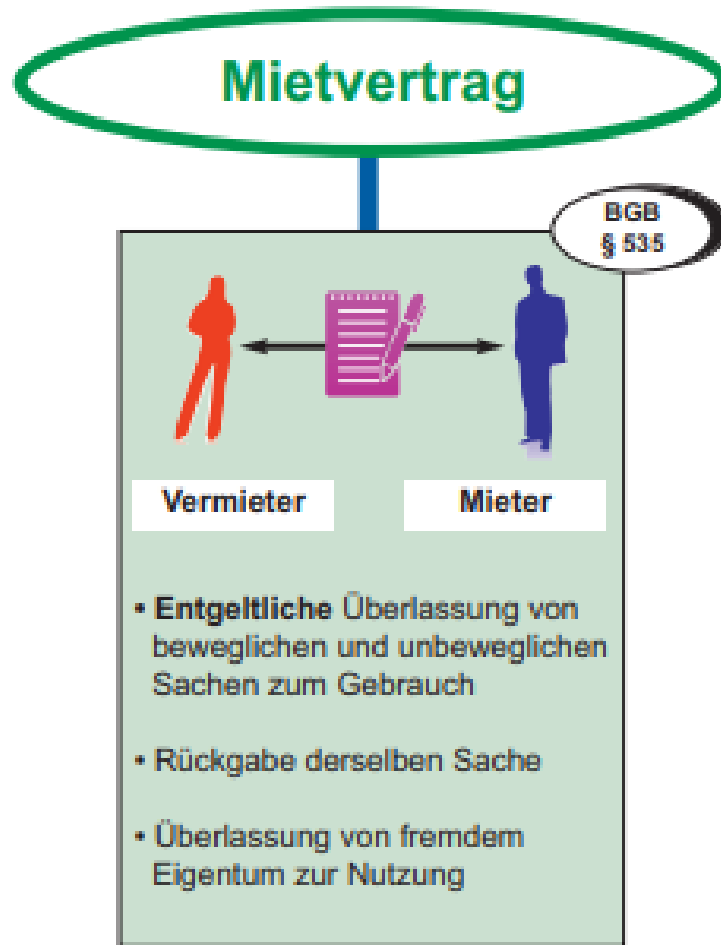 Mietvertrag
BGB
§ 535
Vermieter
Mieter
• Entgeltliche Überlassung von
beweglichen und unbeweglichen
Sachen zum Gebrauch
• Rückgabe derselben Sache
• Überlassung von fremdem
Eigentum zur Nutzung